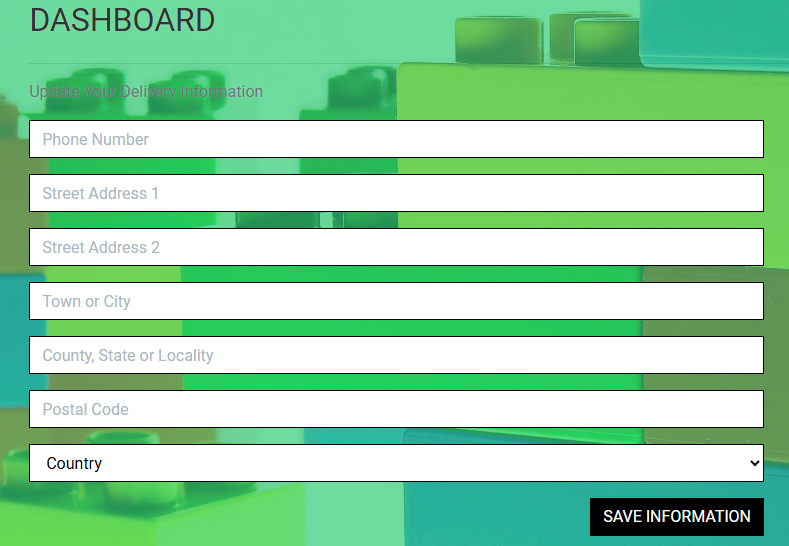 DASHBOARD
Update Your Delivery Information
Phone Number
Street Address 1
Street Address 2
Town or City
County, State or Locality
Postal Code
Country
SAVE INFORMATION